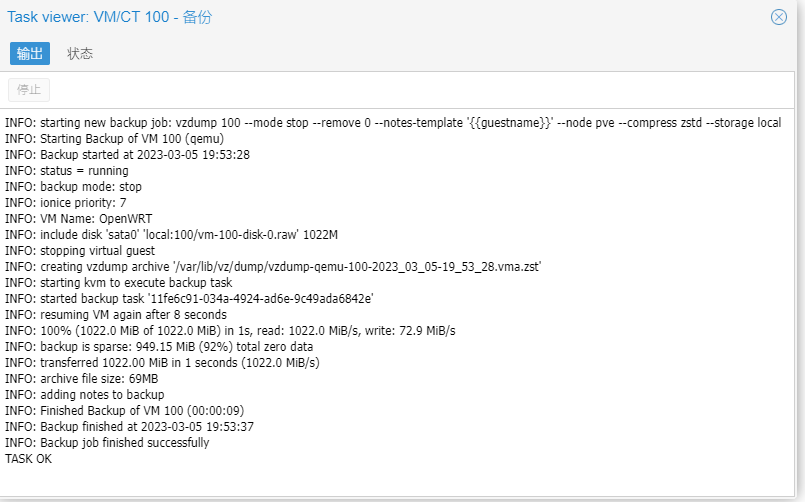 Task viewer: VM/CT 100 - 备份
输出 状态
停止
INFO: starting new backup job: vzdump 100 --mode stop --remove 0 --notes-template '{{guestname}}' --node pve --compress zstd --storage local
INFO: Starting Backup of VM 100 (qemu)
INFO: Backup started at 2023-03-05 19:53:28
INFO: status = running
INFO: backup mode: stop
INFO: ionice priority: 7
INFO: VM Name: OpenWRT
INFO: include disk 'sata0' 'local:100/vm-100-disk-0.raw' 1022M
INFO: stopping virtual guest
INFO: creating vzdump archive '/var/lib/vz/dump/vzdump-qemu-100-2023_03_05-19_53_28.vma.zst'
INFO: starting kvm to execute backup task
INFO: started backup task '11fe6c91-034a-4924-ad6e-9c49ada6842e'
INFO: resuming VM again after 8 seconds
INFO: 100% (1022.0 MiB of 1022.0 MiB) in 1s, read: 1022.0 MiB/s, write: 72.9 MiB/s
INFO: backup is sparse: 949.15 MiB (92%) total zero data
INFO: transferred 1022.00 MiB in 1 seconds (1022.0 MiB/s)
INFO: archive file size: 69MB
INFO: adding notes to backup
INFO: Finished Backup of VM 100 (00:00:09)
INFO: Backup finished at 2023-03-05 19:53:37
INFO: Backup job finished successfully
TASK OK